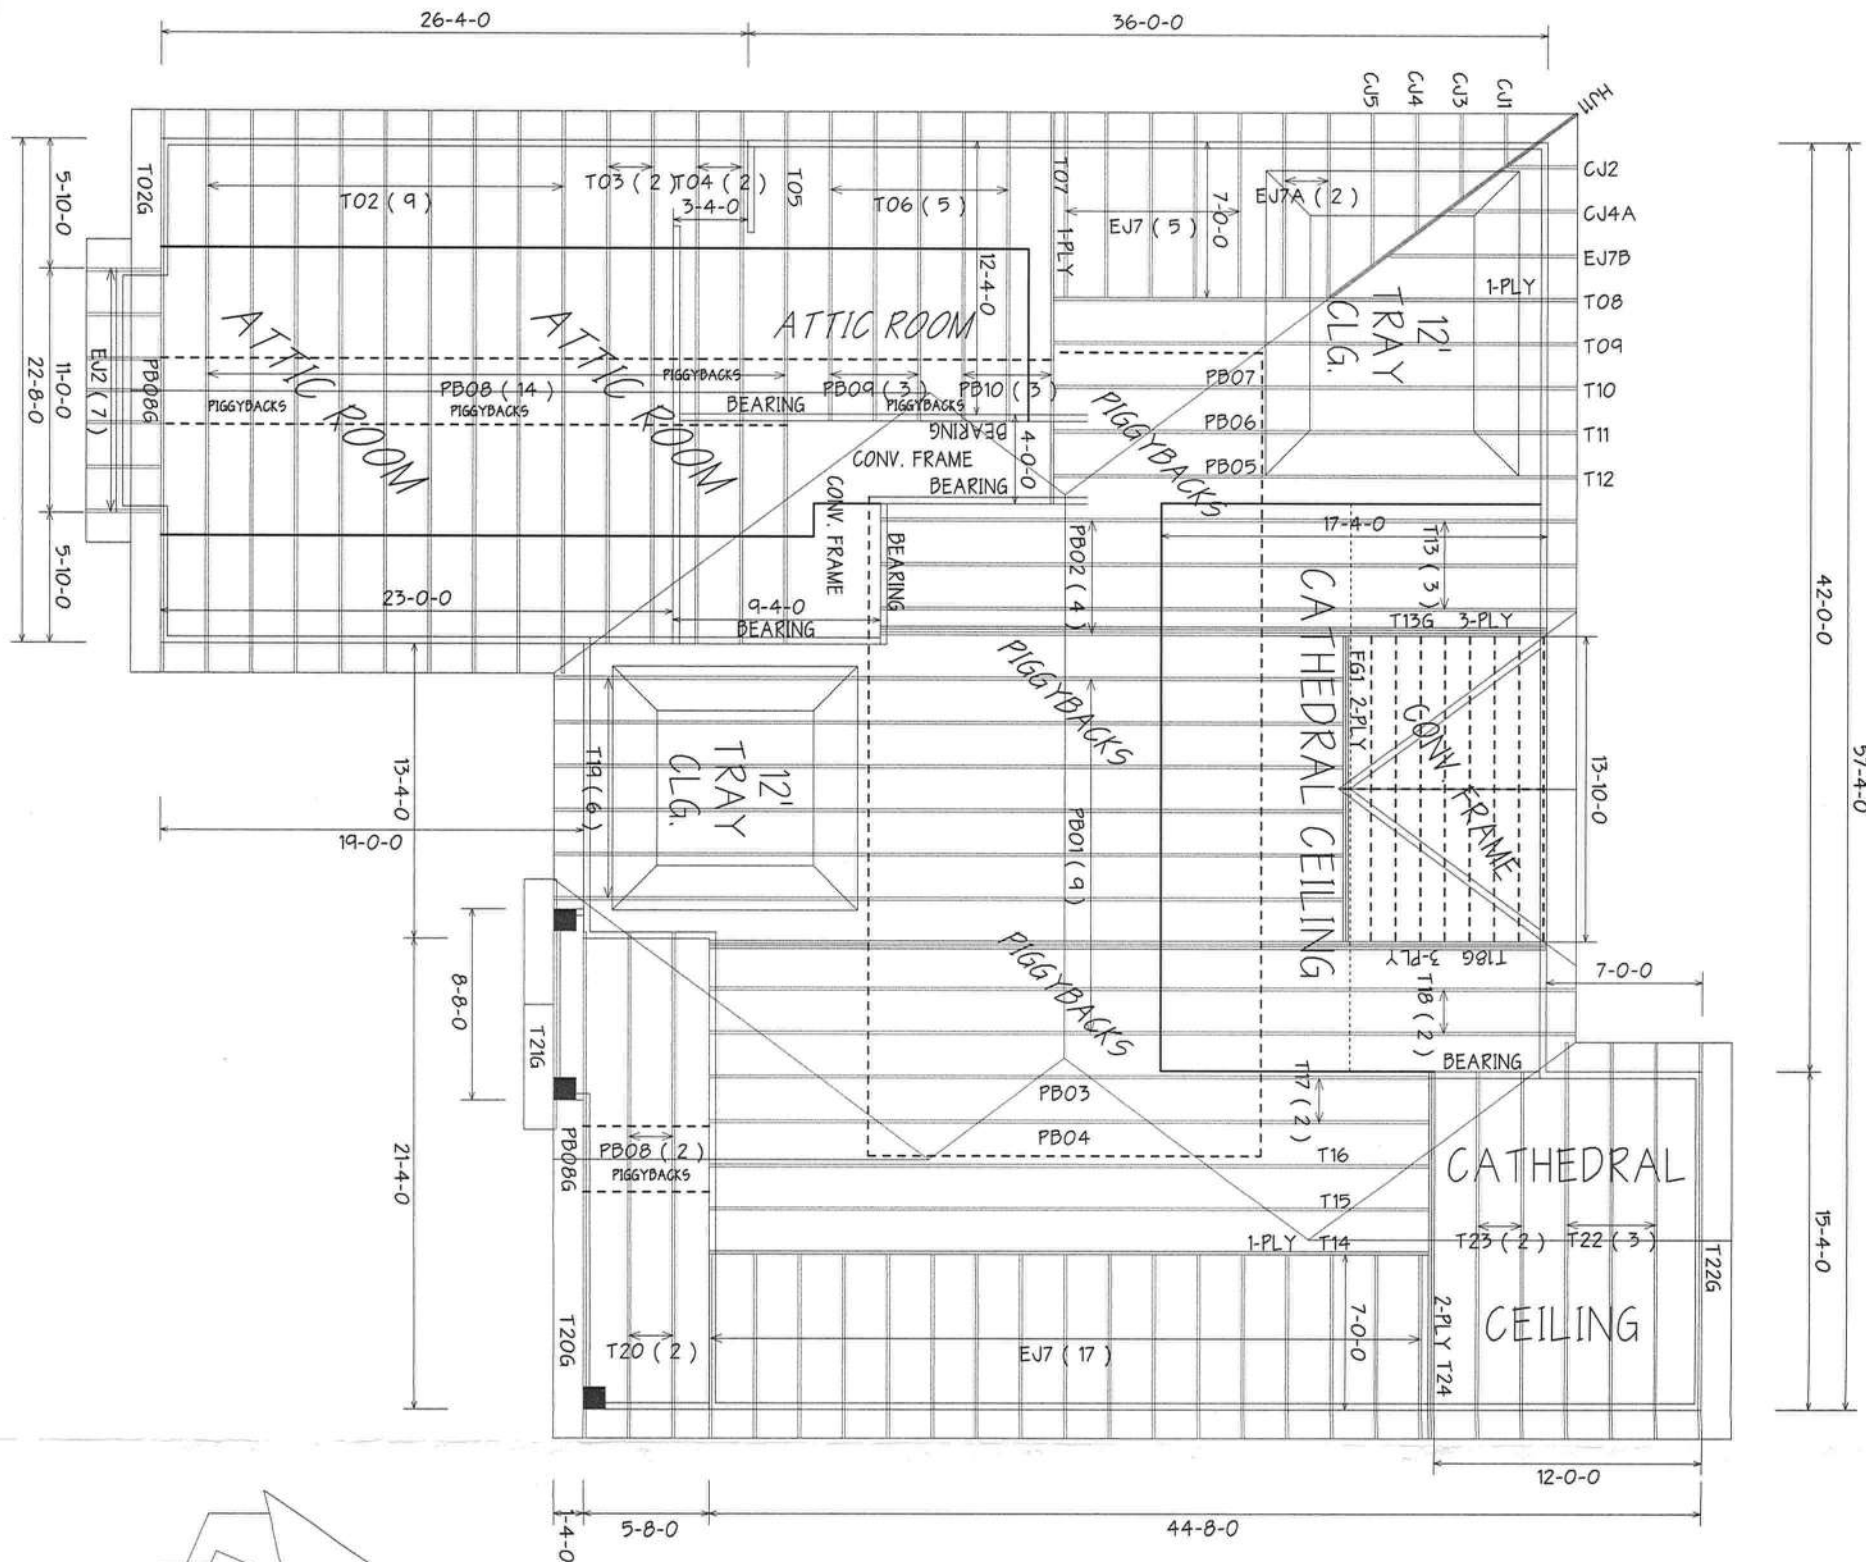 26-4-0
36-0-0
CJ5
CJ4
CJ3
CJ1
HJ11
CJ2
CJ4A
EJ7B
T08
T09
T10
T11
T12
T02G
T02 ( 9 )
T03 ( 2 )
T04 ( 2 )
3-4-0
T05
T06 ( 5 )
T07 1-PLY
EJ7 ( 5 )
7-0-0
EJ7A ( 2 )
1-PLY
12'
TRAY
CLG.
5-10-0
11-0-0
22-8-0
5-10-0
EJ2 ( 7 )
PB08G
ATTIC ROOM
ATTIC ROOM
ATTIC ROOM
12-4-0
PIGGYBACKS
PB08 ( 14 )
PIGGYBACKS
PIGGYBACKS
PB09 ( 3 )
PIGGYBACKS
PB10 ( 3 )
BEARING
BEARING
4-0-0
CONV. FRAME
BEARING
CONV. FRAME
BEARING
PB07
PB06
PB05
PIGGYBACKS
PB02 ( 4 )
17-4-0
T13 ( 3 )
T13G 3-PLY
23-0-0
9-4-0
BEARING
CATHEDRAL CEILING
FG1 2-PLY
CONV. FRAME
13-10-0
42-0-0
57-4-0
13-4-0
19-0-0
T19 ( 6 )
12'
TRAY
CLG.
PIGGYBACKS
PB01 ( 9 )
PIGGYBACKS
T18G 3-PLY
T18 ( 2 )
7-0-0
BEARING
8-8-0
T21G
PB03
PB04
T17 ( 2 )
T16
T15
1-PLY T14
PB08G
PB08 ( 2 )
PIGGYBACKS
21-4-0
CATHEDRAL
CEILING
T23 ( 2 )
T22 ( 3 )
T22G
15-4-0
T20G
T20 ( 2 )
EJ7 ( 17 )
7-0-0
2-PLY T24
12-0-0
1-4-0
5-8-0
44-8-0